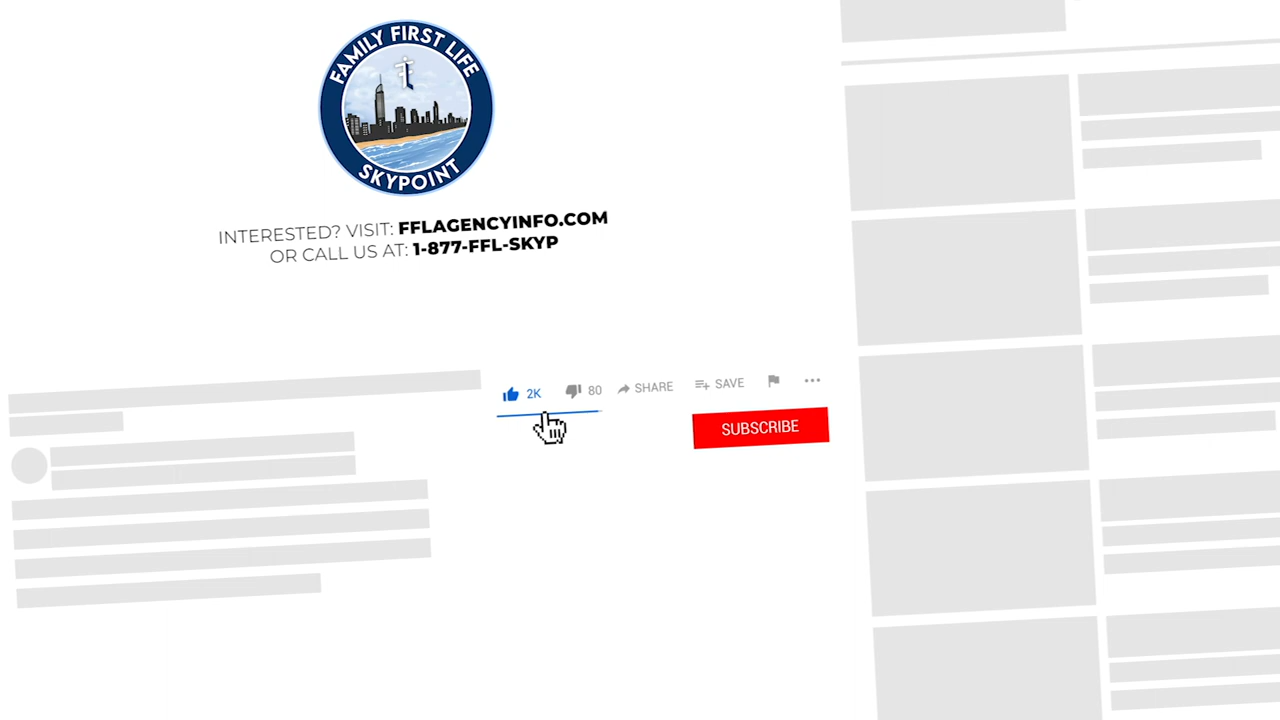 FAMILY FIRST LIFE
SKYPOINT
INTERESTED? VISIT: FFLAGENCYINFO.COM
OR CALL US AT: 1-877-FFL-SKYP
2K 80 SHARE SAVE
SUBSCRIBE